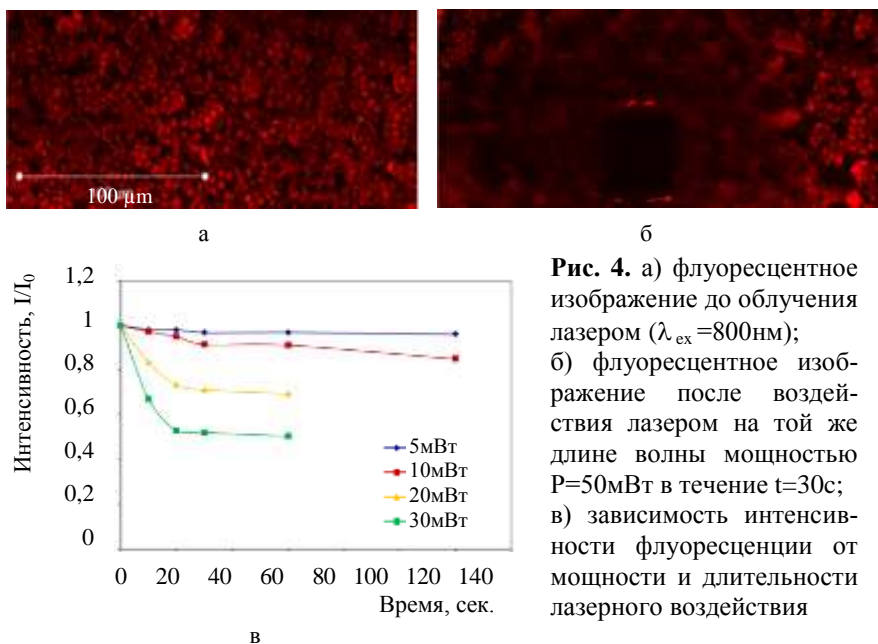 100 µm
а
б
Интенсивность, I/I₀
1,2
1
0,8
0,6
0,4
0,2
0
5мВт
10мВт
20мВт
30мВт
0 20 40 60 80 100 120 140
Время, сек.
в
Рис. 4. а) флуоресцентное
изображение до облучения
лазером (λ ex =800нм);
б) флуоресцентное изоб-
ражение после воздей-
ствия лазером на той же
длине волны мощностью
P=50мВт в течение t=30с;
в) зависимость интенсив-
ности флуоресценции от
мощности и длительности
лазерного воздействия